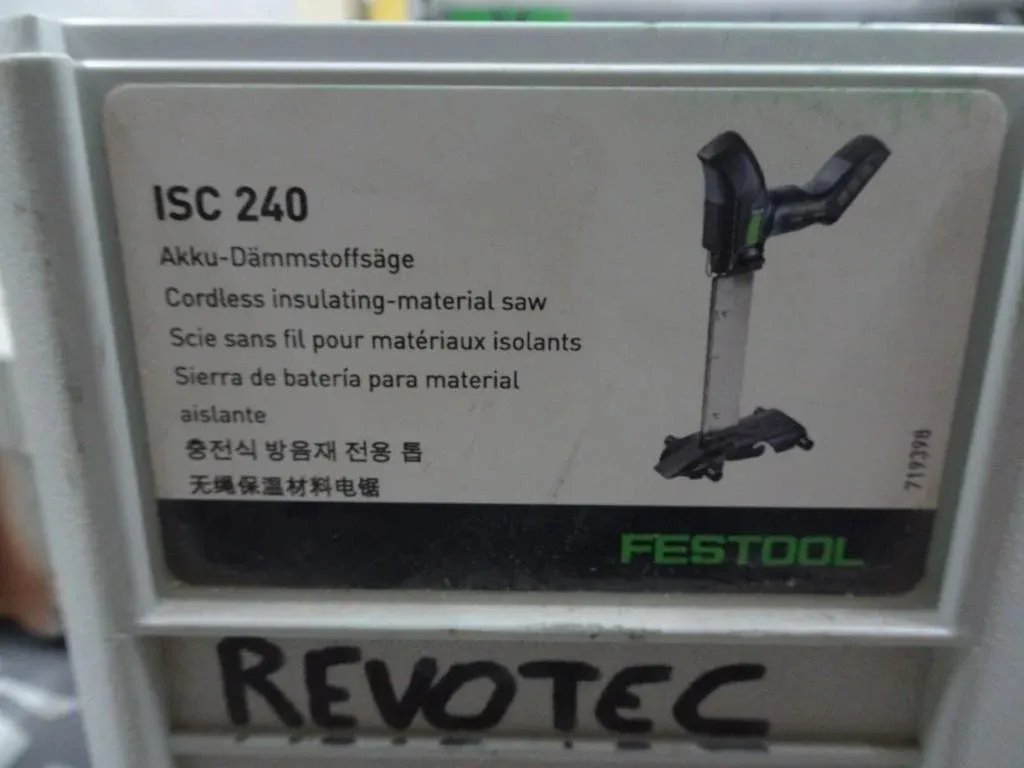 ISC 240
Akku-Dämmstoffsäge
Cordless insulating-material saw
Scie sans fil pour matériaux isolants
Sierra de batería para material
aislante
충전식 방음재 전용 톱
无绳保温材料电锯
719398
FESTOOL
REVOTEC